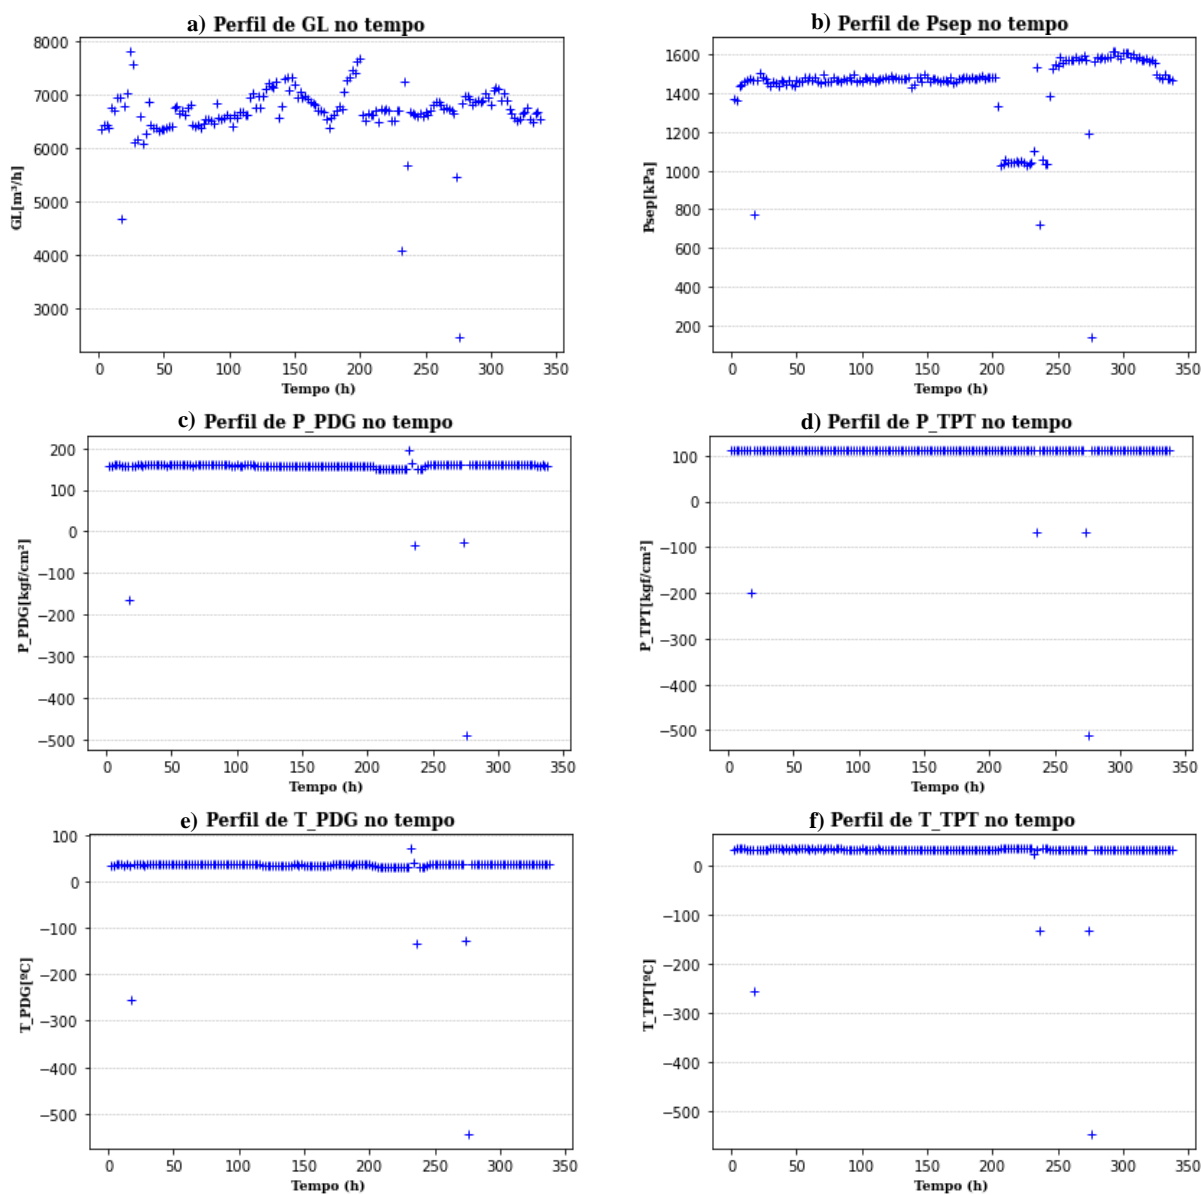 a) Perfil de GL no tempo
8000
7000
6000
5000
4000
3000
GL[m³/h]
0 50 100 150 200 250 300 350
Tempo (h)
b) Perfil de Psep no tempo
1600
1400
1200
1000
800
600
400
200
Psep[kPa]
0 50 100 150 200 250 300 350
Tempo (h)
c) Perfil de P_PDG no tempo
200
100
0
−100
−200
−300
−400
−500
P_PDG[kgf/cm²]
0 50 100 150 200 250 300 350
Tempo (h)
d) Perfil de P_TPT no tempo
100
0
−100
−200
−300
−400
−500
P_TPT[kgf/cm²]
0 50 100 150 200 250 300 350
Tempo (h)
e) Perfil de T_PDG no tempo
100
0
−100
−200
−300
−400
−500
T_PDG[ºC]
0 50 100 150 200 250 300 350
Tempo (h)
f) Perfil de T_TPT no tempo
0
−100
−200
−300
−400
−500
T_TPT[ºC]
0 50 100 150 200 250 300 350
Tempo (h)